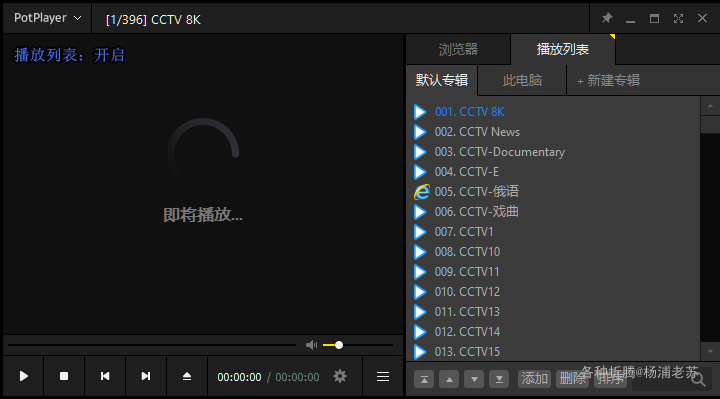 PotPlayer
[1/396] CCTV 8K
播放列表：开启
即将播放...
00:00:00 / 00:00:00
浏览器
播放列表
默认专辑
此电脑
+ 新建专辑
001. CCTV 8K
002. CCTV News
003. CCTV-Documentary
004. CCTV-E
005. CCTV-俄语
006. CCTV-戏曲
007. CCTV1
008. CCTV10
009. CCTV11
010. CCTV12
011. CCTV13
012. CCTV14
013. CCTV15
添加 删除 排序
各种折腾@杨浦老苏